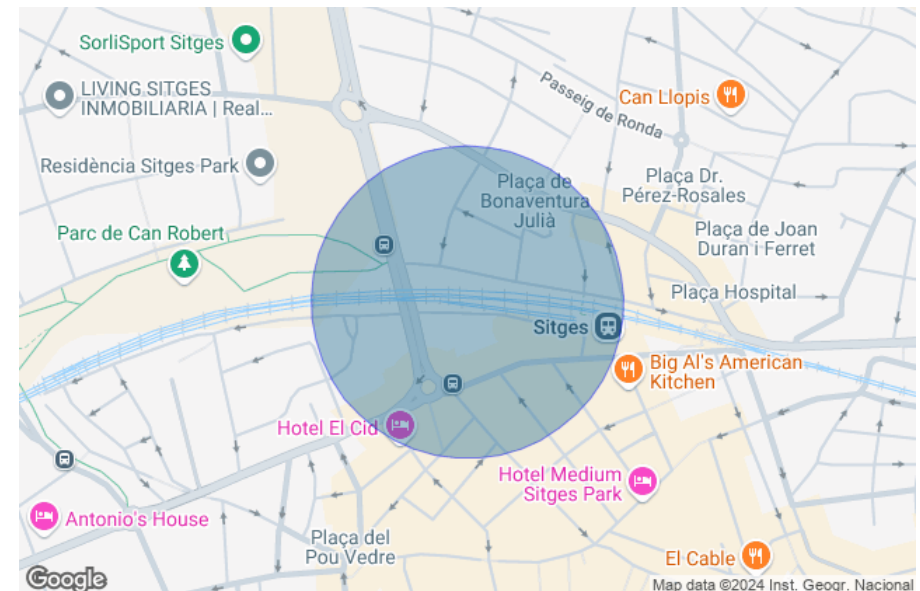 SorliSport Sitges
LIVING SITGES
INMOBILIARIA | Real...
Can Llopis
Passeig de Ronda
Residència Sitges Park
Plaça de
Bonaventura
Julià
Plaça Dr.
Pérez-Rosales
Parc de Can Robert
Plaça de Joan
Duran i Ferret
Plaça Hospital
Sitges
Big Al's American
Kitchen
Hotel El Cid
Hotel Medium
Sitges Park
Antonio's House
Plaça del
Pou Vedre
El Cable
Google
Map data ©2024 Inst. Geogr. Nacional